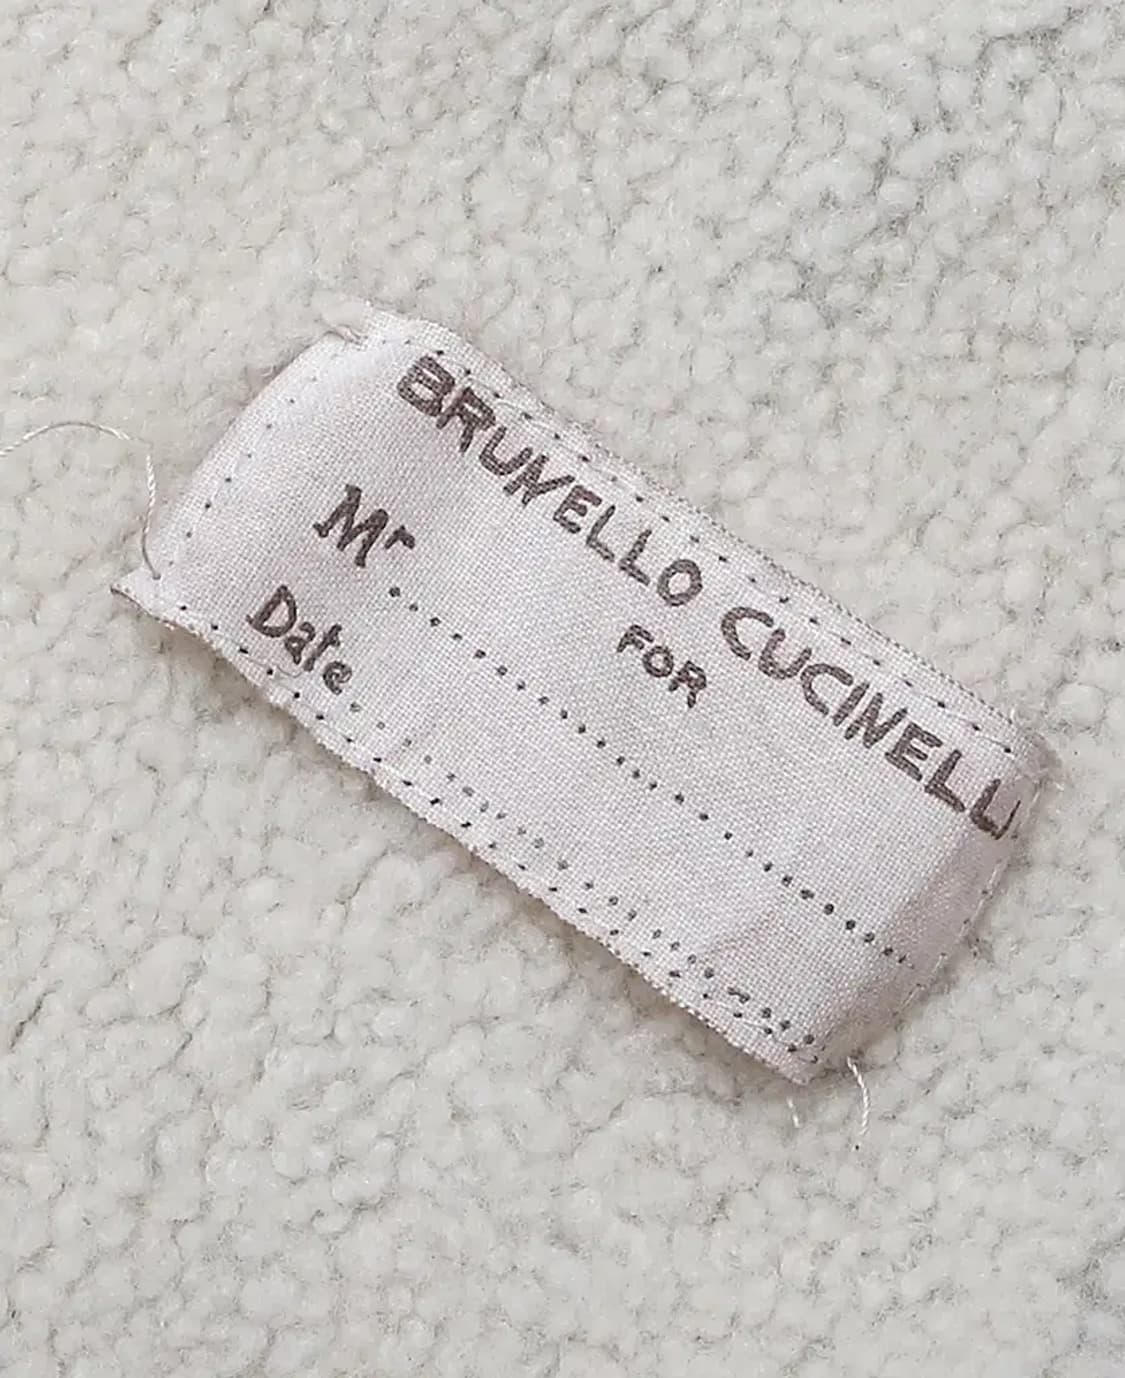 BRUNELLO CUCINELLI
FOR
Mr ..............................
Date ..............................